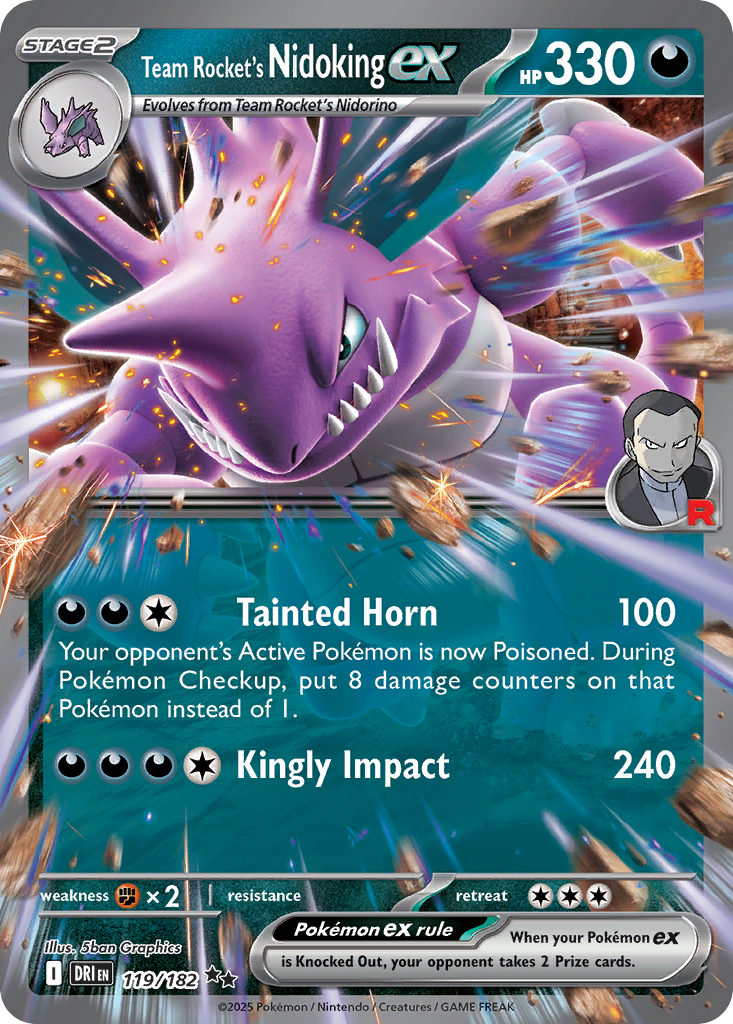 STAGE2
Team Rocket's Nidoking ex HP 330
Evolves from Team Rocket's Nidorino
R
Tainted Horn 100
Your opponent's Active Pokémon is now Poisoned. During
Pokémon Checkup, put 8 damage counters on that
Pokémon instead of 1.
Kingly Impact 240
weakness ×2 resistance retreat
Pokémon ex rule When your Pokémon ex
is Knocked Out, your opponent takes 2 Prize cards.
Illus. 5ban Graphics
I DRI EN 119/182
©2025 Pokémon / Nintendo / Creatures / GAME FREAK